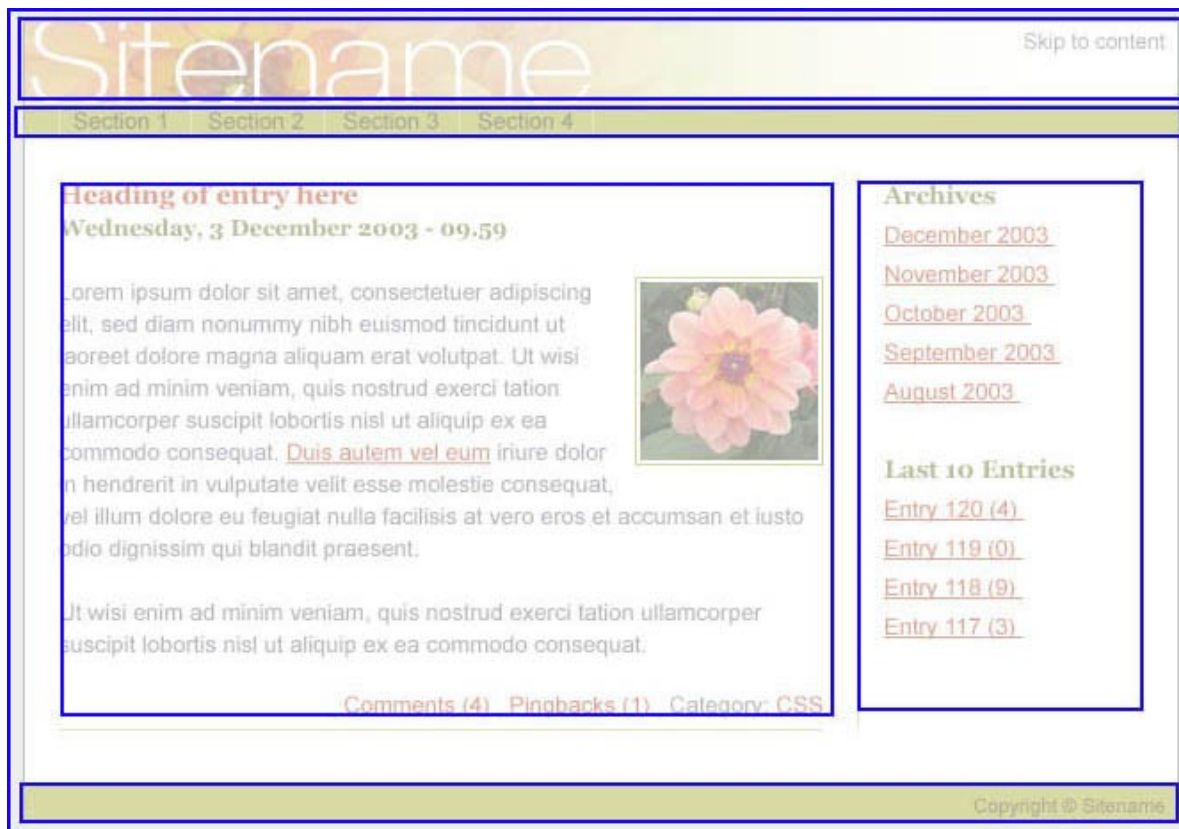 Sitename
Skip to content
Section 1 Section 2 Section 3 Section 4
Heading of entry here
Wednesday, 3 December 2003 - 09.59
Lorem ipsum dolor sit amet, consectetuer adipiscing
elit, sed diam nonummy nibh euismod tincidunt ut
laoreet dolore magna aliquam erat volutpat. Ut wisi
enim ad minim veniam, quis nostrud exerci tation
ullamcorper suscipit lobortis nisl ut aliquip ex ea
commodo consequat. Duis autem vel eum iriure dolor
in hendrerit in vulputate velit esse molestie consequat,
vel illum dolore eu feugiat nulla facilisis at vero eros et accumsan et iusto
odio dignissim qui blandit praesent.
Ut wisi enim ad minim veniam, quis nostrud exerci tation ullamcorper
suscipit lobortis nisl ut aliquip ex ea commodo consequat.
Comments (4) Pingbacks (1) Category: CSS
Archives
December 2003
November 2003
October 2003
September 2003
August 2003
Last 10 Entries
Entry 120 (4)
Entry 119 (0)
Entry 118 (9)
Entry 117 (3)
Copyright © Sitename